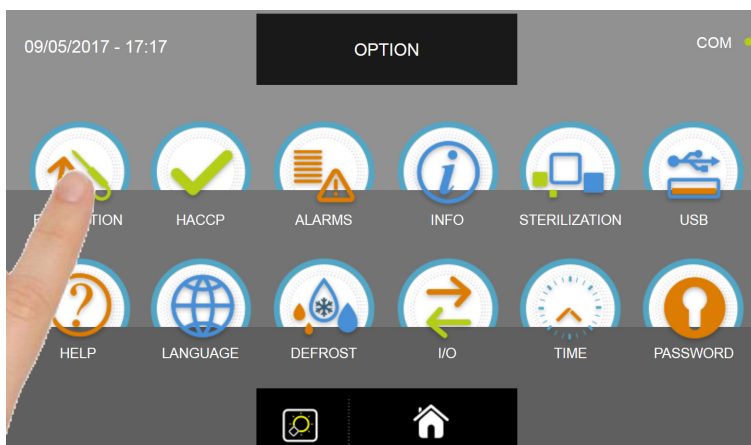 09/05/2017 - 17:17
OPTION
COM
HACCP
ALARMS
INFO
STERILIZATION
USB
HELP
LANGUAGE
DEFROST
I/O
TIME
PASSWORD